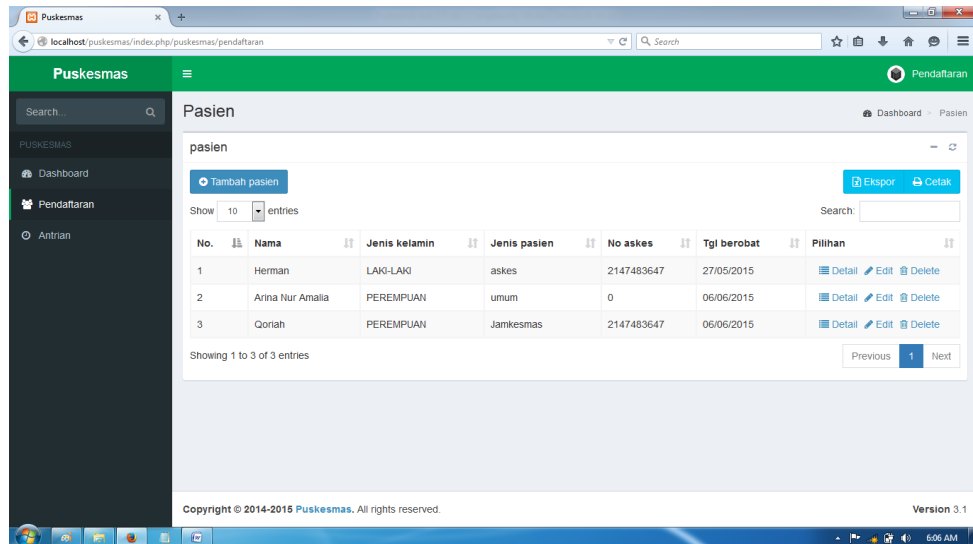 Puskesmas
localhost/puskesmas/index.php/puskesmas/pendaftaran Search
Puskesmas Pendaftaran
Search... Pasien Dashboard > Pasien
PUSKESMAS pasien
Dashboard Tambah pasien Ekspor Cetak
Pendaftaran Show 10 entries Search:
Antrian No. Nama Jenis kelamin Jenis pasien No askes Tgl berobat Pilihan
1 Herman LAKI-LAKI askes 2147483647 27/05/2015 Detail Edit Delete
2 Arina Nur Amalia PEREMPUAN umum 0 06/06/2015 Detail Edit Delete
3 Qoriah PEREMPUAN Jamkesmas 2147483647 06/06/2015 Detail Edit Delete
Showing 1 to 3 of 3 entries Previous 1 Next
Copyright © 2014-2015 Puskesmas. All rights reserved. Version 3.1
6:06 AM